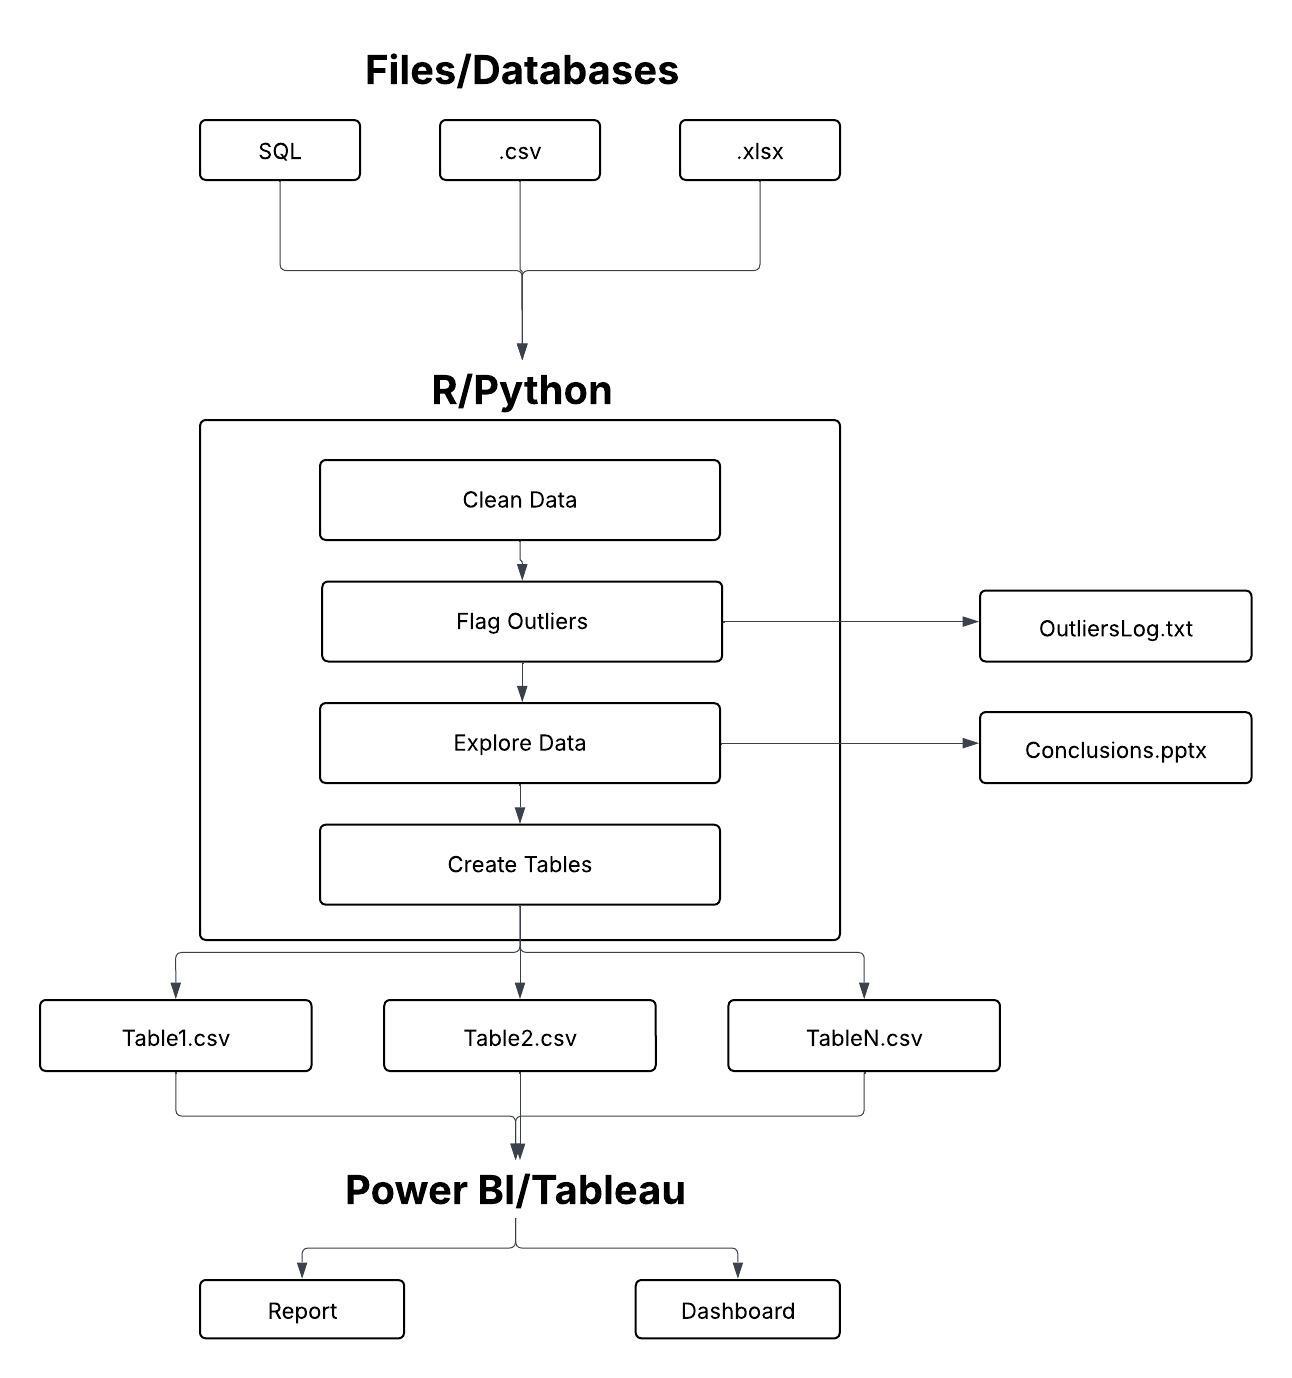 Files/Databases
SQL
.csv
.xlsx
R/Python
Clean Data
Flag Outliers
OutliersLog.txt
Explore Data
Conclusions.pptx
Create Tables
Table1.csv
Table2.csv
TableN.csv
Power BI/Tableau
Report
Dashboard